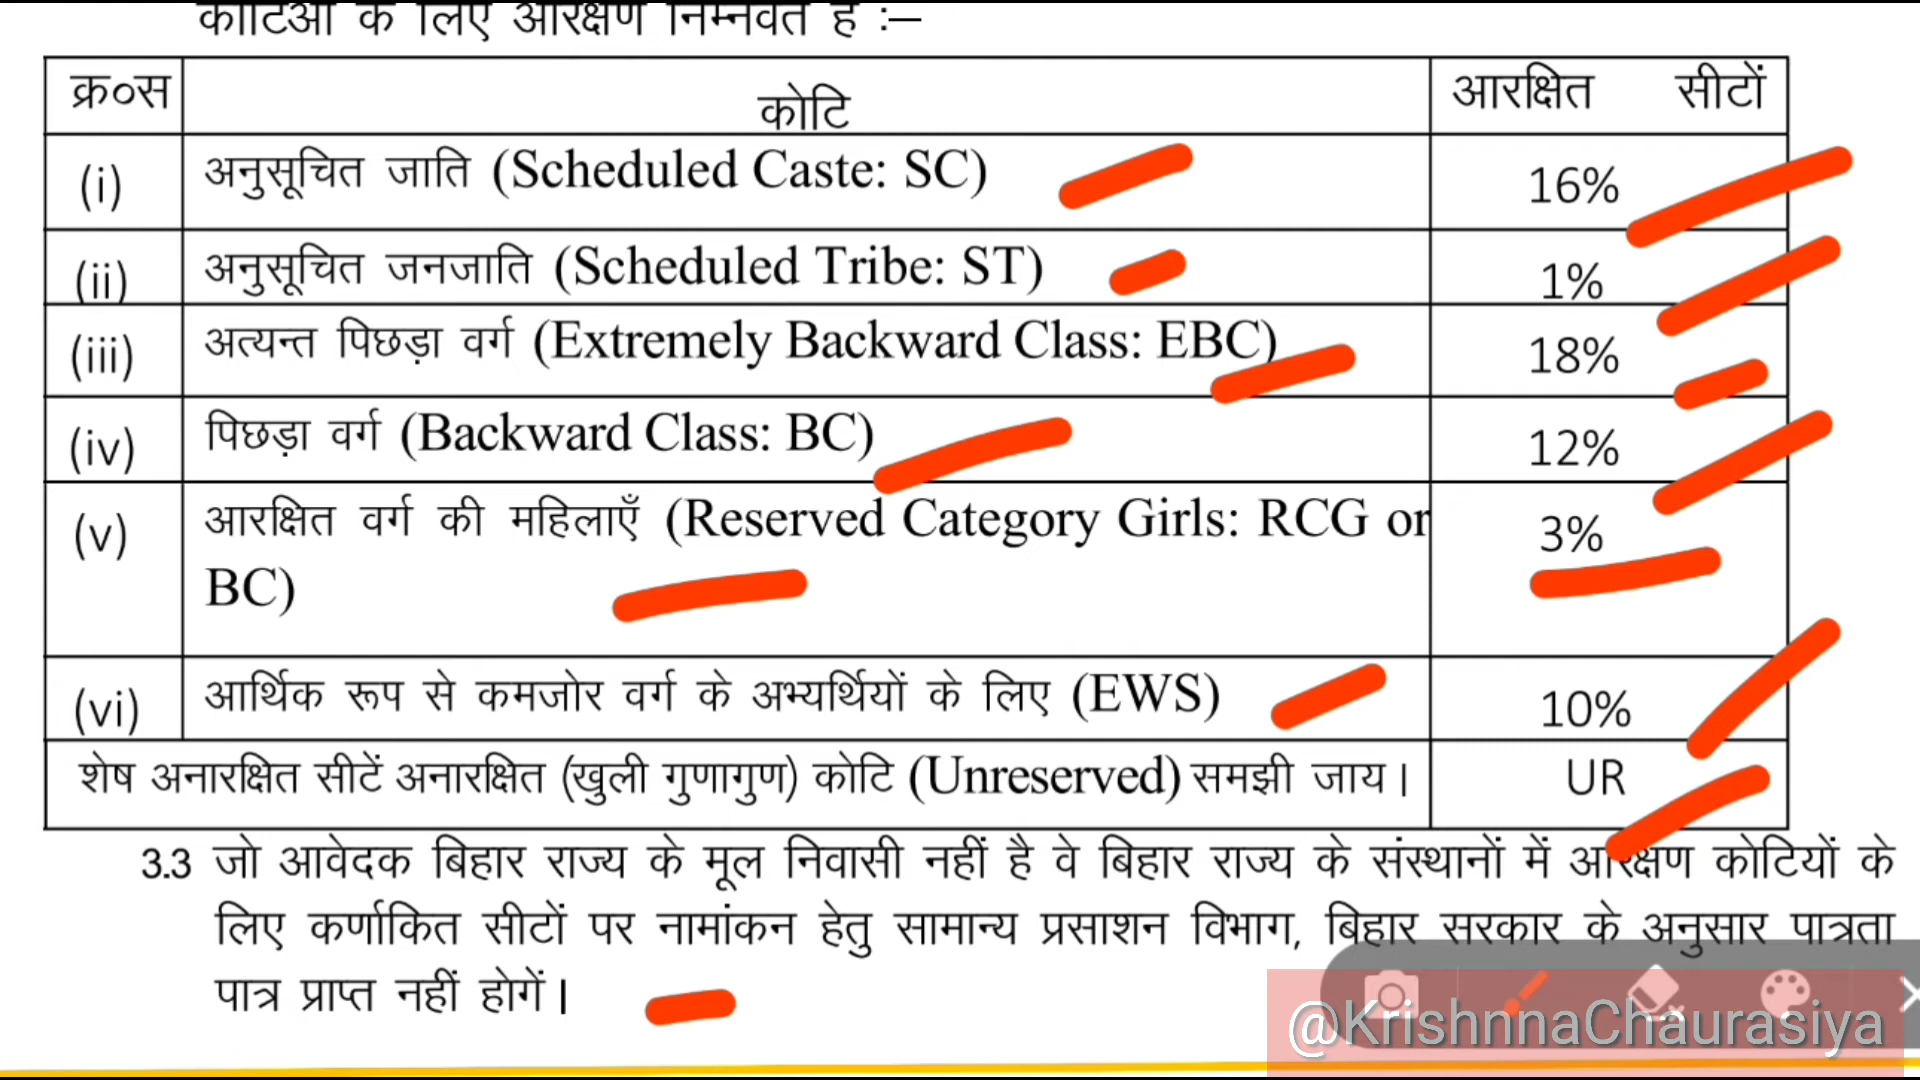 कोटिओं के लिए आरक्षण निम्नवत है :–
क्र०स कोटि आरक्षित सीटों
(i) अनुसूचित जाति (Scheduled Caste: SC) 16%
(ii) अनुसूचित जनजाति (Scheduled Tribe: ST) 1%
(iii) अत्यन्त पिछड़ा वर्ग (Extremely Backward Class: EBC) 18%
(iv) पिछड़ा वर्ग (Backward Class: BC) 12%
(v) आरक्षित वर्ग की महिलाएँ (Reserved Category Girls: RCG or 3%
BC)
(vi) आर्थिक रूप से कमजोर वर्ग के अभ्यर्थियों के लिए (EWS) 10%
शेष अनारक्षित सीटें अनारक्षित (खुली गुणागुण) कोटि (Unreserved) समझी जाय। UR
3.3 जो आवेदक बिहार राज्य के मूल निवासी नहीं है वे बिहार राज्य के संस्थानों में आरक्षण कोटियों के
लिए कर्णाकित सीटों पर नामांकन हेतु सामान्य प्रसाशन विभाग, बिहार सरकार के अनुसार पात्रता
पात्र प्राप्त नहीं होगें।
@KrishnnaChaurasiya